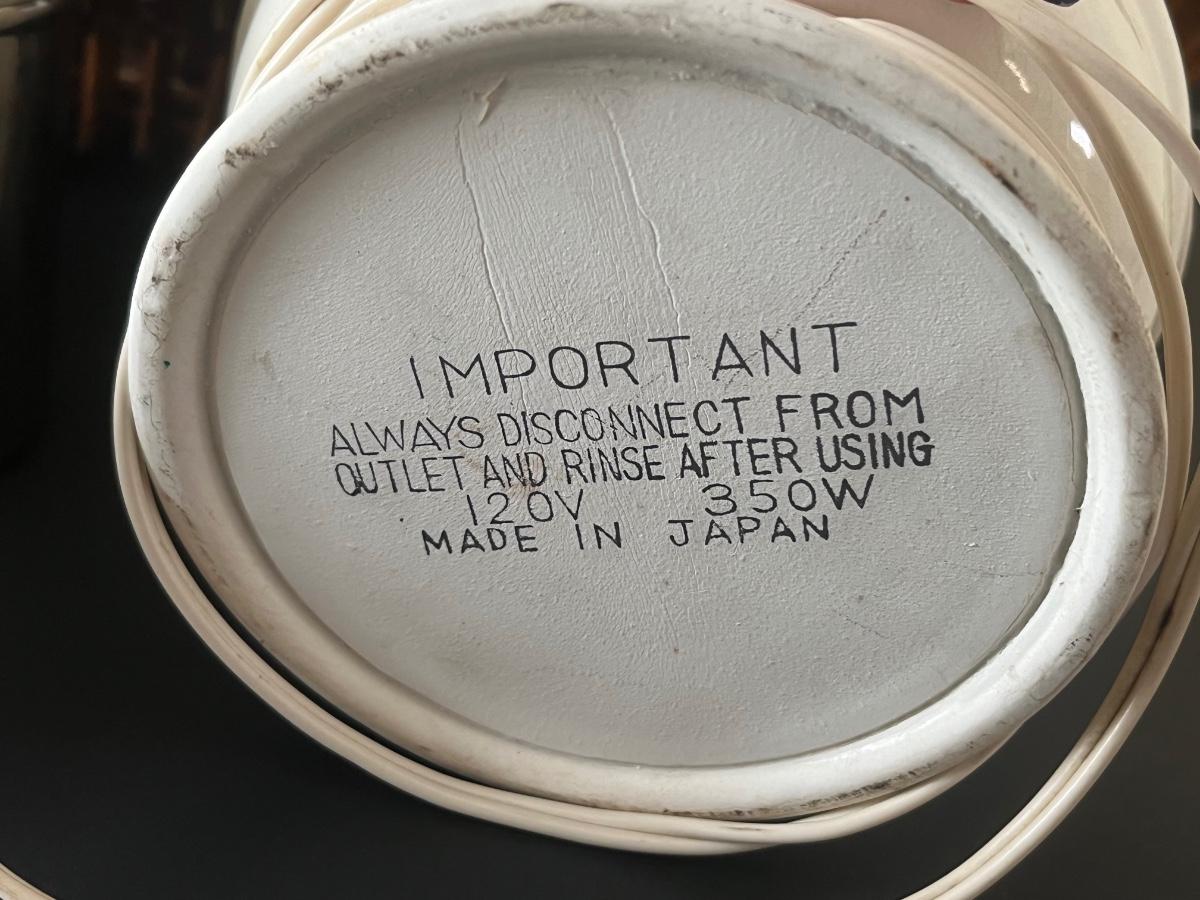 IMPORTANT
ALWAYS DISCONNECT FROM
OUTLET AND RINSE AFTER USING
120V 350W
MADE IN JAPAN